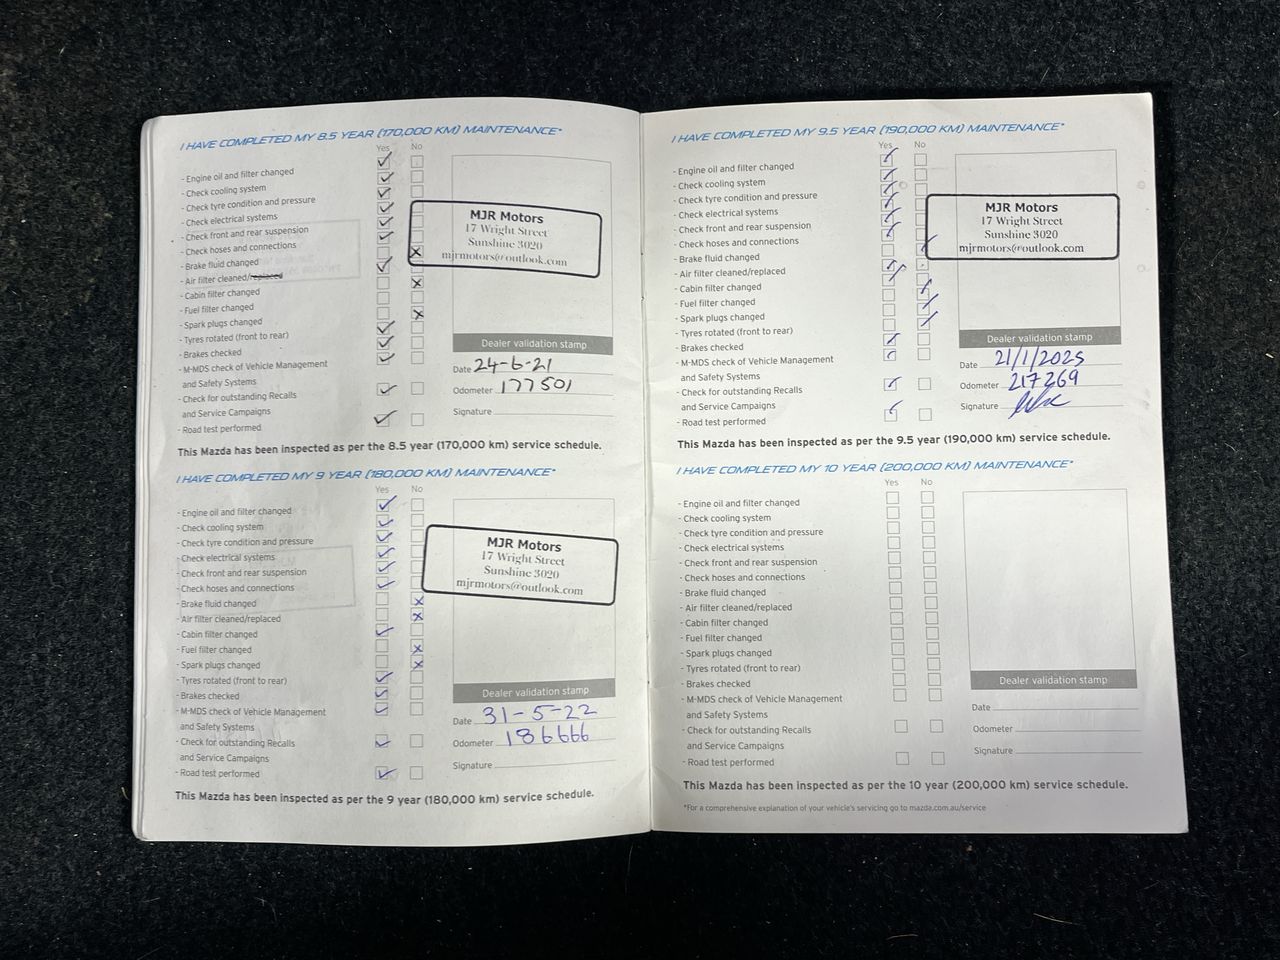 I HAVE COMPLETED MY 8.5 YEAR (170,000 KM) MAINTENANCE*
Yes No
- Engine oil and filter changed
- Check cooling system
- Check tyre condition and pressure
- Check electrical systems
- Check front and rear suspension
- Check hoses and connections
- Brake fluid changed
- Air filter cleaned/replaced
- Cabin filter changed
- Fuel filter changed
- Spark plugs changed
- Tyres rotated (front to rear)
- Brakes checked
- M-MDS check of Vehicle Management
and Safety Systems
- Check for outstanding Recalls
and Service Campaigns
- Road test performed
MJR Motors
17 Wright Street
Sunshine 3020
mjrmotors@outlook.com
Dealer validation stamp
Date 24-6-21
Odometer 177501
Signature
This Mazda has been inspected as per the 8.5 year (170,000 km) service schedule.
I HAVE COMPLETED MY 9 YEAR (180,000 KM) MAINTENANCE*
Yes No
- Engine oil and filter changed
- Check cooling system
- Check tyre condition and pressure
- Check electrical systems
- Check front and rear suspension
- Check hoses and connections
- Brake fluid changed
- Air filter cleaned/replaced
- Cabin filter changed
- Fuel filter changed
- Spark plugs changed
- Tyres rotated (front to rear)
- Brakes checked
- M-MDS check of Vehicle Management
and Safety Systems
- Check for outstanding Recalls
and Service Campaigns
- Road test performed
MJR Motors
17 Wright Street
Sunshine 3020
mjrmotors@outlook.com
Dealer validation stamp
Date 31-5-22
Odometer 186666
Signature
This Mazda has been inspected as per the 9 year (180,000 km) service schedule.
I HAVE COMPLETED MY 9.5 YEAR (190,000 KM) MAINTENANCE*
Yes No
- Engine oil and filter changed
- Check cooling system
- Check tyre condition and pressure
- Check electrical systems
- Check front and rear suspension
- Check hoses and connections
- Brake fluid changed
- Air filter cleaned/replaced
- Cabin filter changed
- Fuel filter changed
- Spark plugs changed
- Tyres rotated (front to rear)
- Brakes checked
- M-MDS check of Vehicle Management
and Safety Systems
- Check for outstanding Recalls
and Service Campaigns
- Road test performed
MJR Motors
17 Wright Street
Sunshine 3020
mjrmotors@outlook.com
Dealer validation stamp
Date 21/1/2025
Odometer 217269
Signature
This Mazda has been inspected as per the 9.5 year (190,000 km) service schedule.
I HAVE COMPLETED MY 10 YEAR (200,000 KM) MAINTENANCE*
Yes No
- Engine oil and filter changed
- Check cooling system
- Check tyre condition and pressure
- Check electrical systems
- Check front and rear suspension
- Check hoses and connections
- Brake fluid changed
- Air filter cleaned/replaced
- Cabin filter changed
- Fuel filter changed
- Spark plugs changed
- Tyres rotated (front to rear)
- Brakes checked
- M-MDS check of Vehicle Management
and Safety Systems
- Check for outstanding Recalls
and Service Campaigns
- Road test performed
Dealer validation stamp
Date
Odometer
Signature
This Mazda has been inspected as per the 10 year (200,000 km) service schedule.
*For a comprehensive explanation of your vehicle's servicing go to mazda.com.au/service